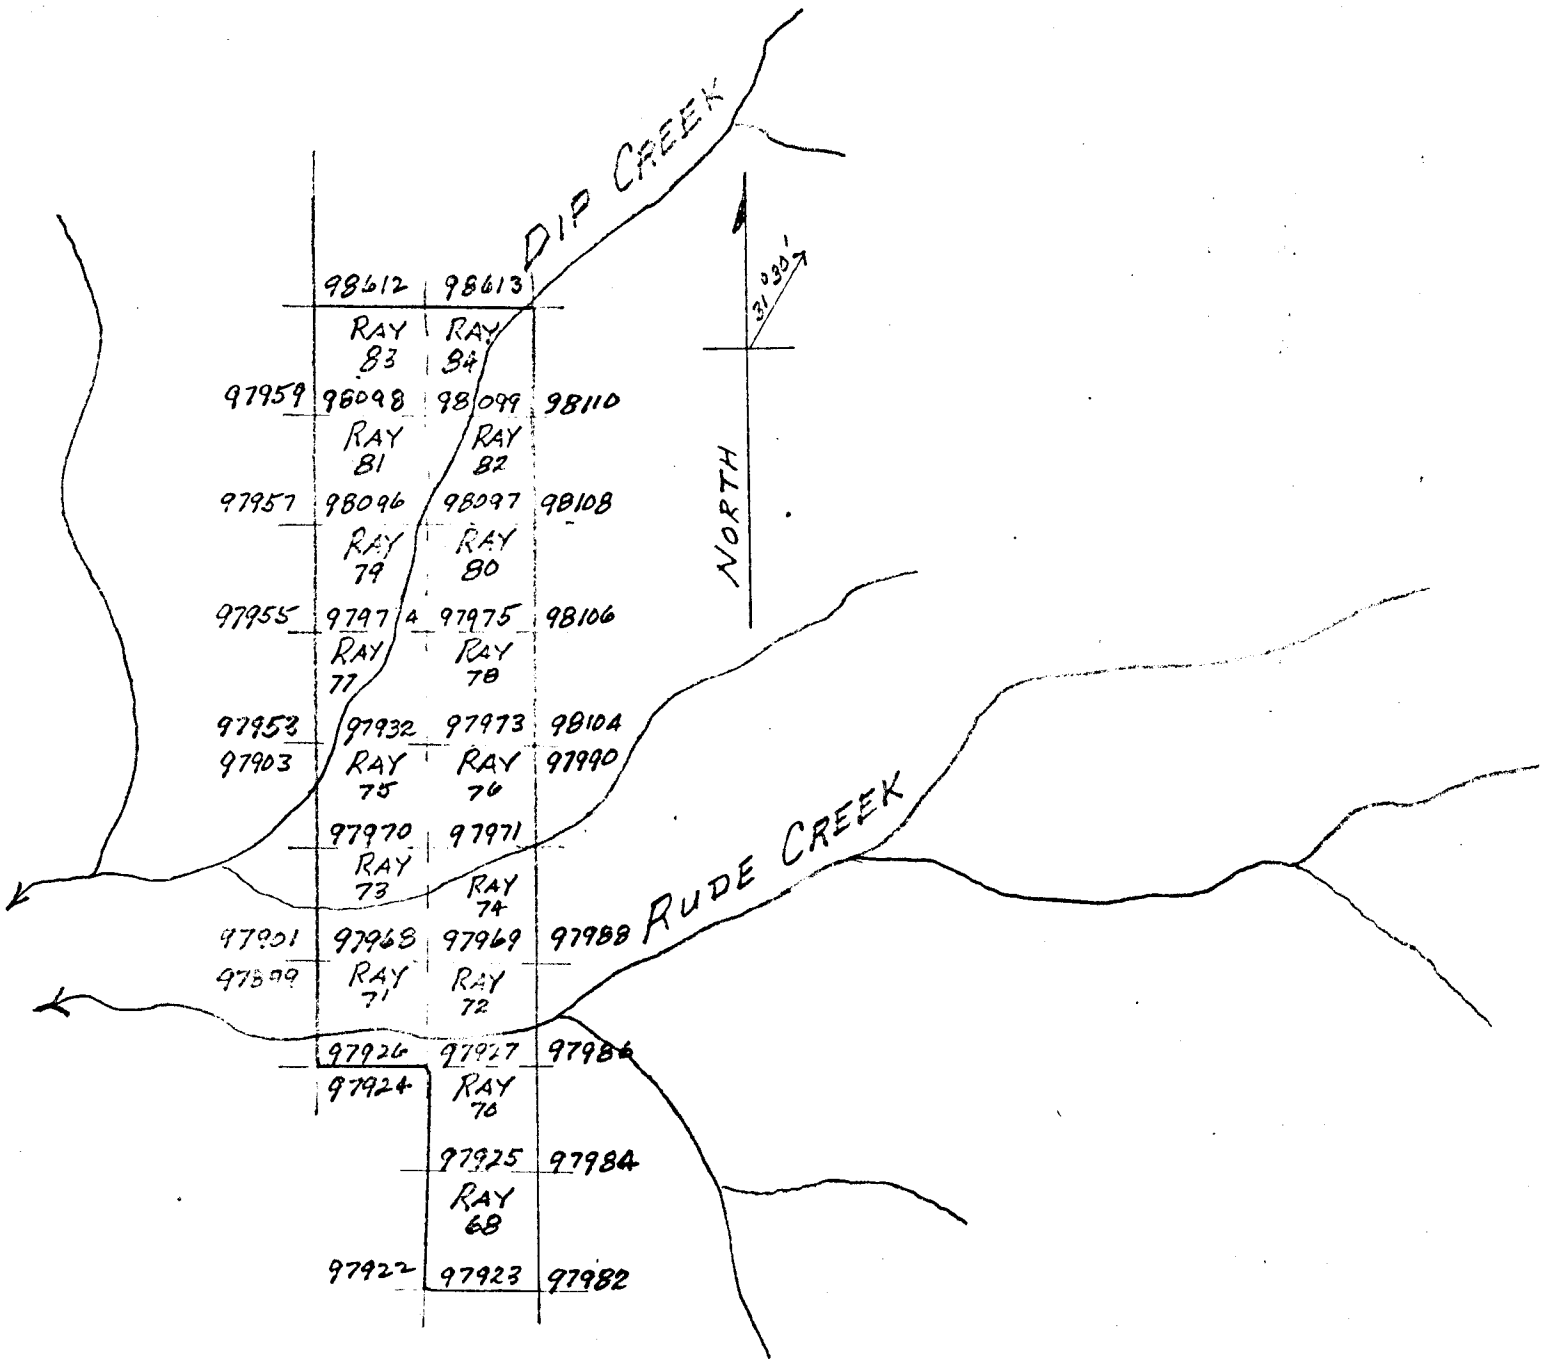 DIP CREEK
98612 98613
RAY 83 RAY 84
31°30'
97959 98098 98099 98110
RAY 81 RAY 82
97957 98096 98097 98108
NORTH
RAY 79 RAY 80
97955 97974 97975 98106
RAY 77 RAY 78
97932 97973 98104
97903 RAY 75 RAY 76 97990
97970 97971
RUDE CREEK
RAY 73 RAY 74
97901 97968 97969 97988
97899 RAY 71 RAY 72
97926 97927 97986
97924 RAY 70
97925 97984
RAY 68
97922 97923 97982